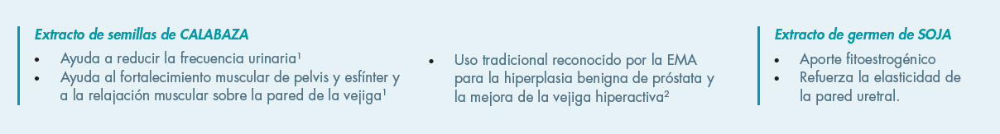 Extracto de semillas de CALABAZA
• Ayuda a reducir la frecuencia urinaria¹
• Ayuda al fortalecimiento muscular de pelvis y esfínter y
a la relajación muscular sobre la pared de la vejiga¹
• Uso tradicional reconocido por la EMA
para la hiperplasia benigna de próstata y
la mejora de la vejiga hiperactiva²
Extracto de germen de SOJA
• Aporte fitoestrogénico
• Refuerza la elasticidad de
la pared uretral.